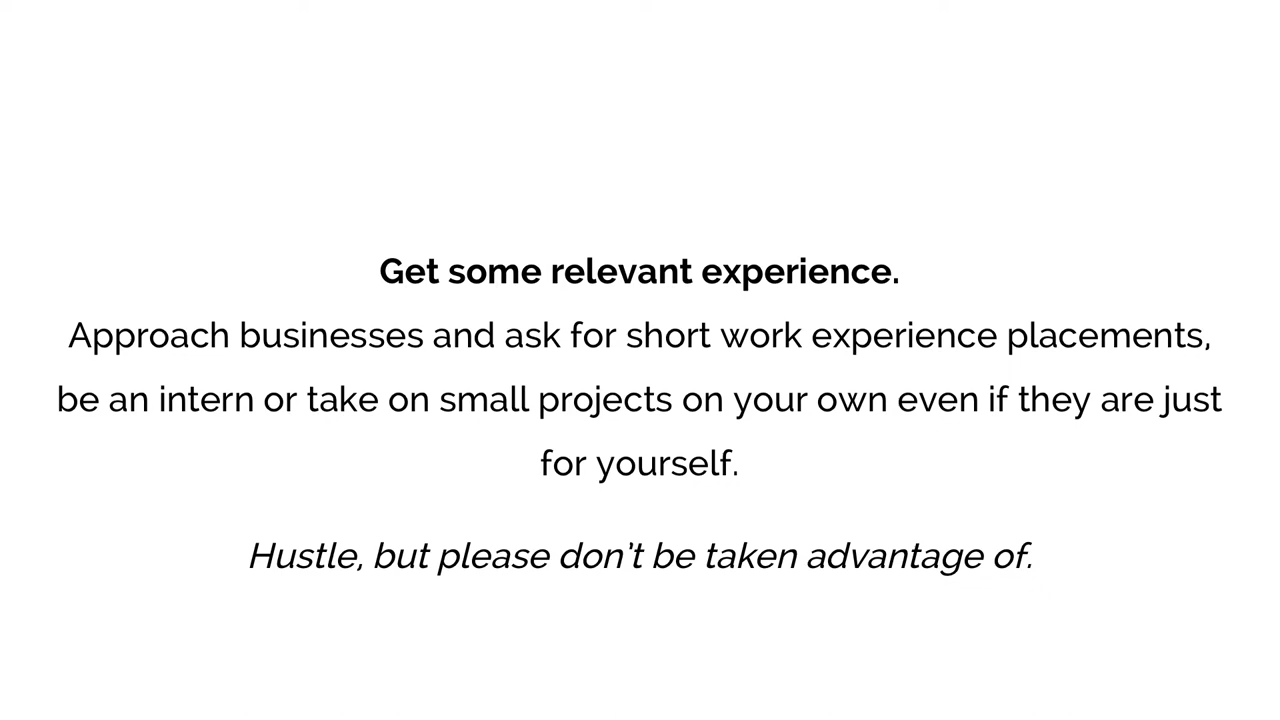 Get some relevant experience.
Approach businesses and ask for short work experience placements,
be an intern or take on small projects on your own even if they are just
for yourself.
Hustle, but please don’t be taken advantage of.